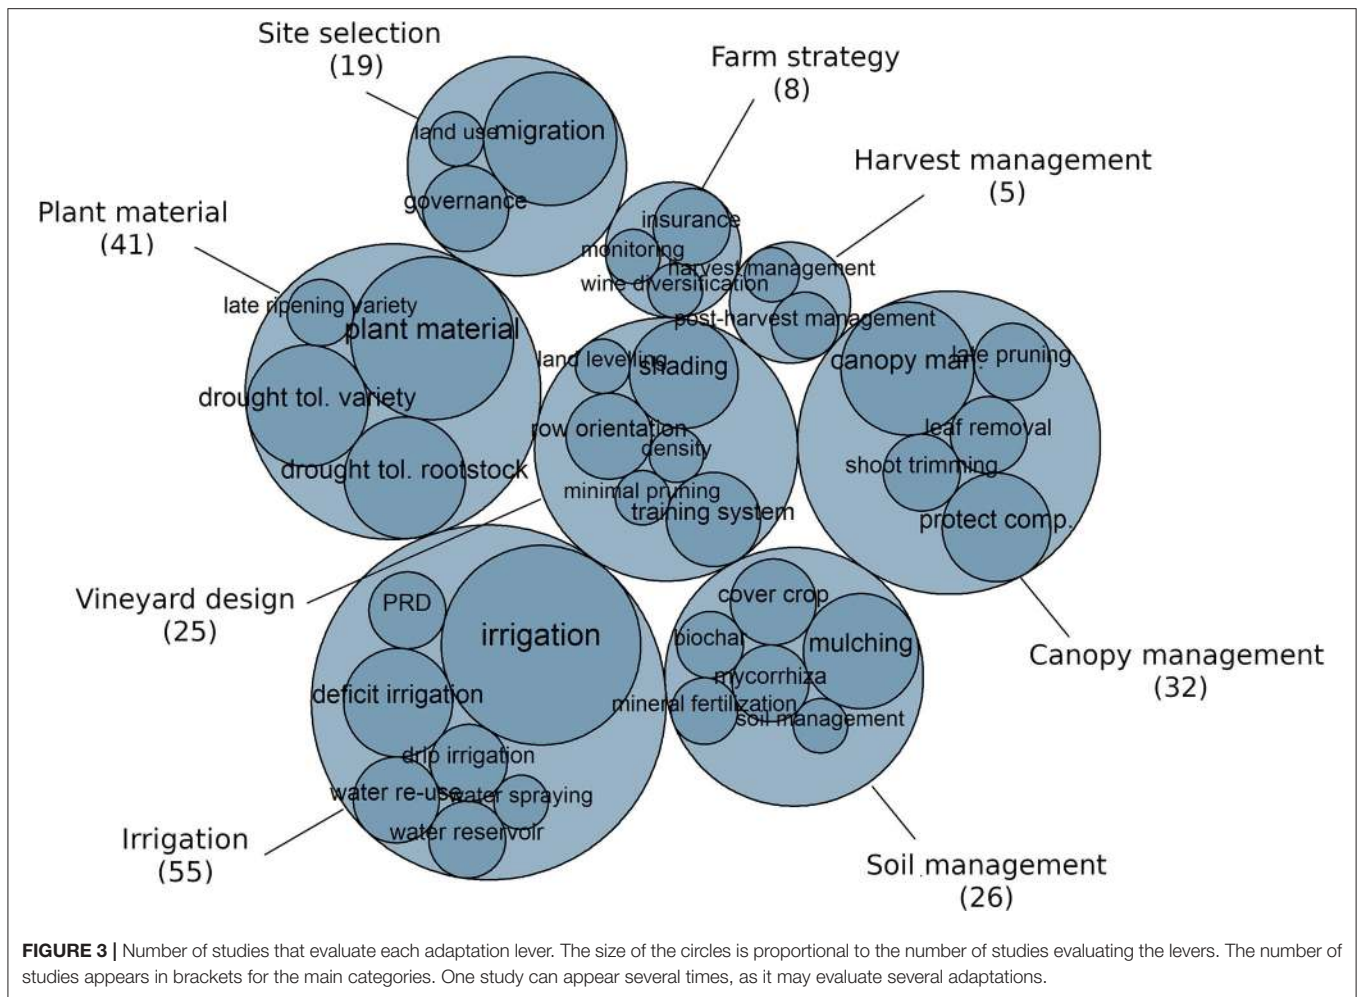 Site selection
(19)
Farm strategy
(8)
Harvest management
(5)
Plant material
(41)
land use
migration
governance
insurance
monitoring
wine diversification
harvest management
post-harvest management
late ripening variety
plant material
drought tol. variety
drought tol. rootstock
land levelling
shading
row orientation
density
minimal pruning
training system
canopy man.
late pruning
leaf removal
shoot trimming
protect comp.
Vineyard design
(25)
PRD
irrigation
deficit irrigation
drip irrigation
water re-use
water spraying
water reservoir
cover crop
biochar
mulching
mycorrhiza
mineral fertilization
soil management
Canopy management
(32)
Irrigation
(55)
Soil management
(26)
FIGURE 3 | Number of studies that evaluate each adaptation lever. The size of the circles is proportional to the number of studies evaluating the levers. The number of
studies appears in brackets for the main categories. One study can appear several times, as it may evaluate several adaptations.